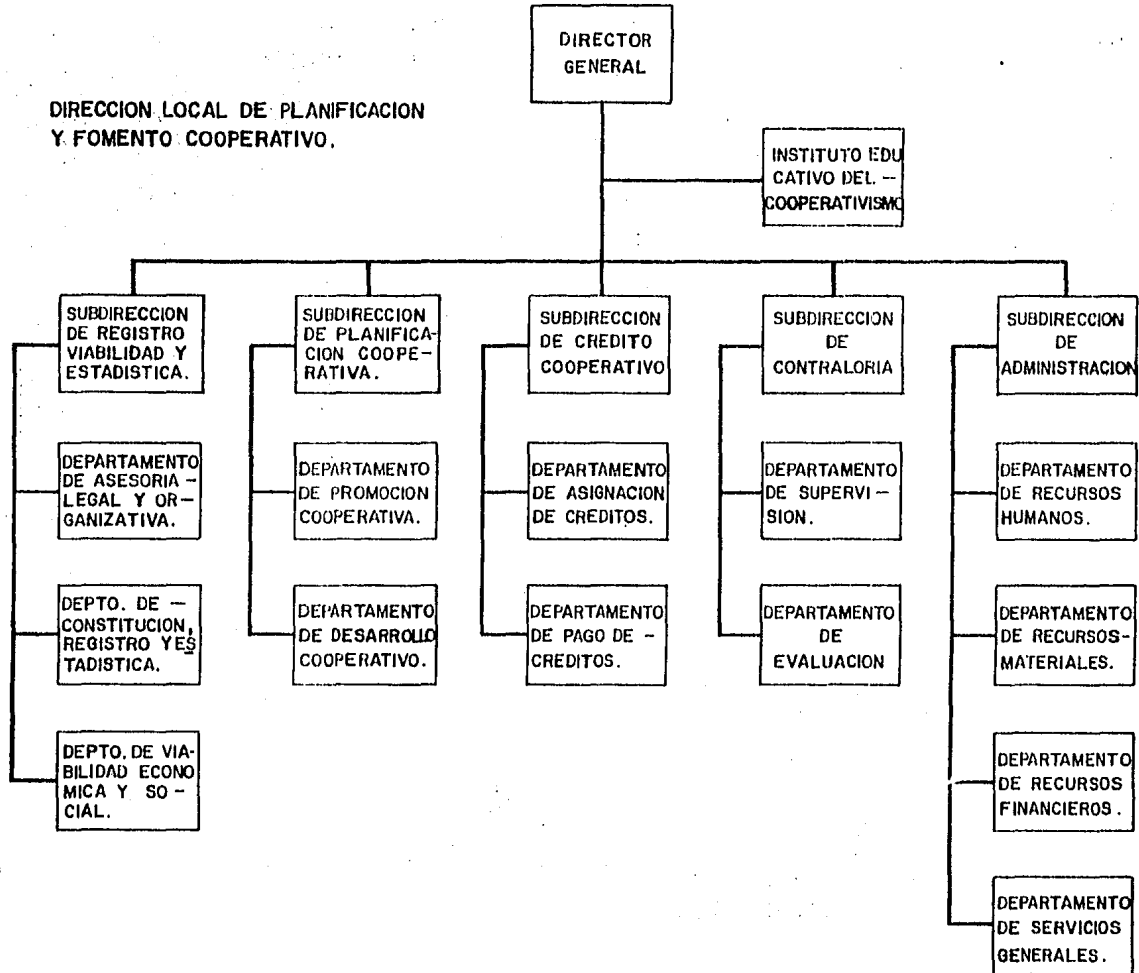 DIRECTOR
GENERAL
DIRECCION LOCAL DE PLANIFICACION
Y FOMENTO COOPERATIVO.
INSTITUTO EDU
CATIVO DEL. —
COOPERATIVISMO
SUBDIRECCION
DE REGISTRO
VIABILIDAD Y
ESTADISTICA.
SUBDIRECCION
DE PLANIFICA-
CION COOPE-
RATIVA.
SUBDIRECCION
DE CREDITO
COOPERATIVO
SUBDIRECCION
DE
CONTRALORIA
SUBDIRECCION
DE
ADMINISTRACION
DEPARTAMENTO
DE ASESORIA -
LEGAL Y OR-
GANIZATIVA.
DEPARTAMENTO
DE PROMOCION
COOPERATIVA.
DEPARTAMENTO
DE ASIGNACION
DE CREDITOS.
DEPARTAMENTO
DE SUPERVI -
SION.
DEPARTAMENTO
DE RECURSOS
HUMANOS.
DEPTO. DE —
CONSTITUCION,
REGISTRO YES
TADISTICA.
DEPARTAMENTO
DE DESARROLLO
COOPERATIVO.
DEPARTAMENTO
DE PAGO DE -
CREDITOS.
DEPARTAMENTO
DE
EVALUACION
DEPARTAMENTO
DE RECURSOS-
MATERIALES.
DEPTO. DE VIA-
BILIDAD ECONO
MICA Y SO -
CIAL.
DEPARTAMENTO
DE RECURSOS
FINANCIEROS.
DEPARTAMENTO
DE SERVICIOS
GENERALES.